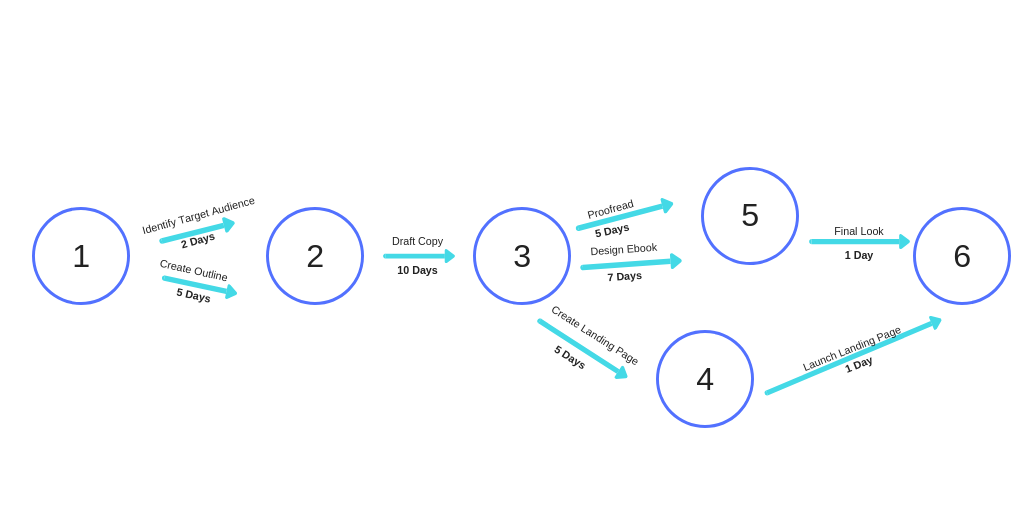 1
Identify Target Audience
2 Days
Create Outline
5 Days
2
Draft Copy
10 Days
3
Proofread
5 Days
Design Ebook
7 Days
Create Landing Page
5 Days
5
4
Final Look
1 Day
Launch Landing Page
1 Day
6